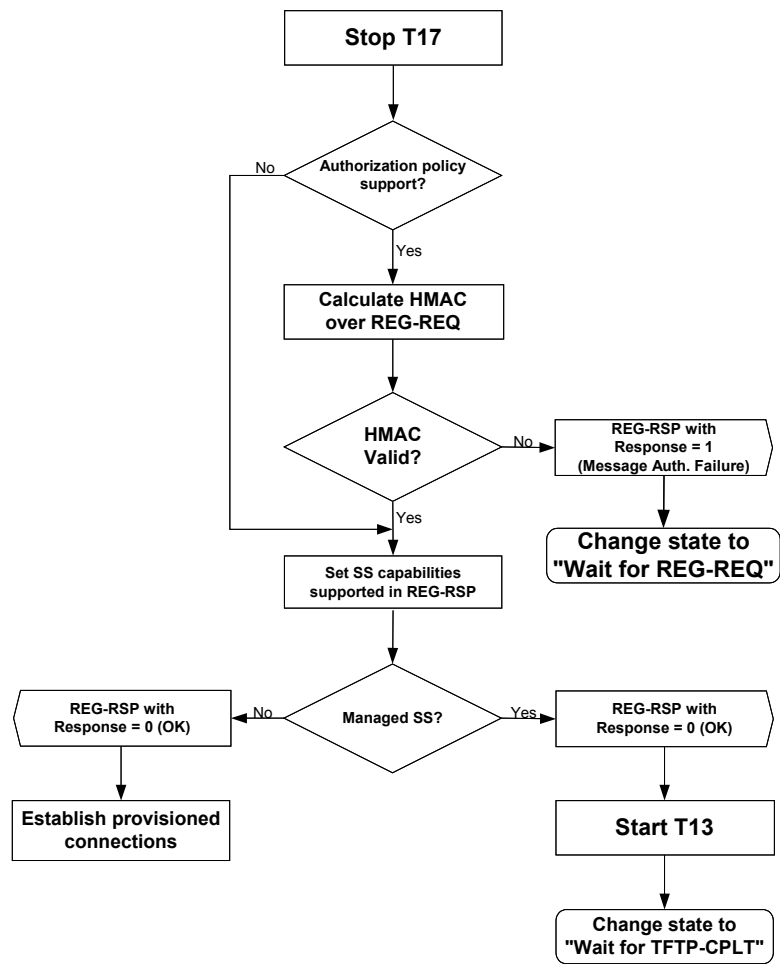 Stop T17
No
Authorization policy
support?
Yes
Calculate HMAC
over REG-REQ
HMAC
Valid?
No
REG-RSP with
Response = 1
(Message Auth. Failure)
Yes
Change state to
"Wait for REG-REQ"
Set SS capabilities
supported in REG-RSP
REG-RSP with
Response = 0 (OK)
No
Managed SS?
Yes
REG-RSP with
Response = 0 (OK)
Establish provisioned
connections
Start T13
Change state to
"Wait for TFTP-CPLT"